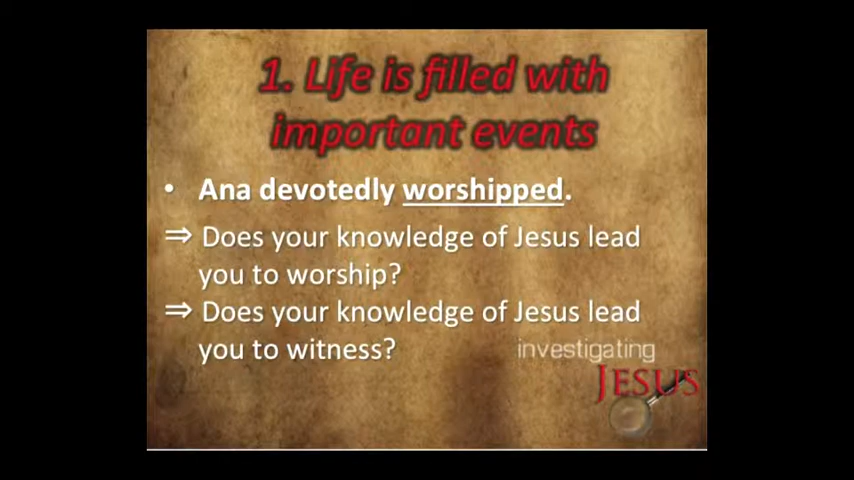 1. Life is filled with
important events
• Ana devotedly worshipped.
⇒ Does your knowledge of Jesus lead
you to worship?
⇒ Does your knowledge of Jesus lead
you to witness?
investigating
JESUS